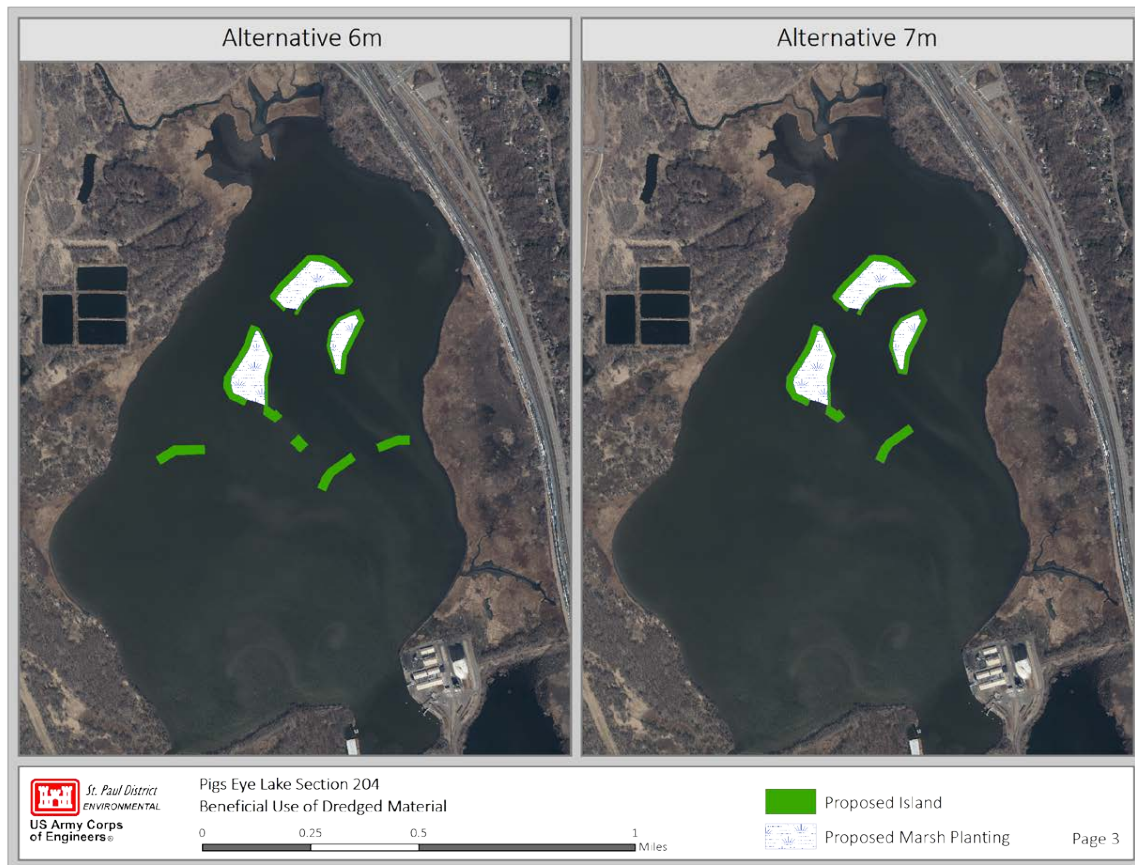 Alternative 6m
Alternative 7m
St. Paul District
ENVIRONMENTAL
US Army Corps
of Engineers®
Pigs Eye Lake Section 204
Beneficial Use of Dredged Material
0 0.25 0.5 1
Miles
Proposed Island
Proposed Marsh Planting
Page 3